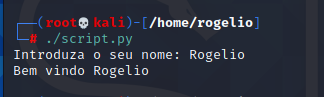 ┌──(root💀kali)-[/home/rogelio]
└─# ./script.py
Introduza o seu nome: Rogelio
Bem vindo Rogelio